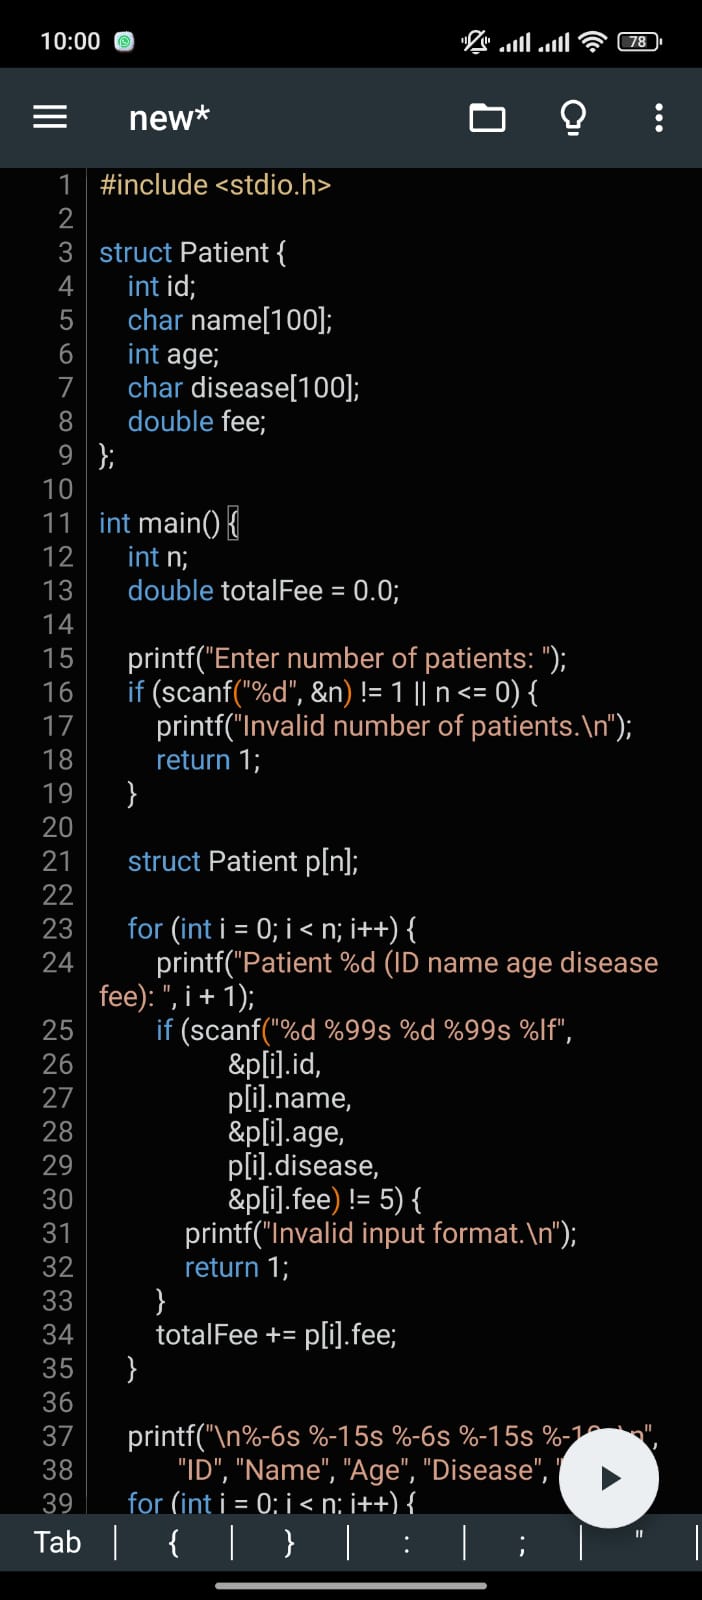 10:00
78
new*
1 #include <stdio.h>
2
3 struct Patient {
4 int id;
5 char name[100];
6 int age;
7 char disease[100];
8 double fee;
9 };
10
11 int main() {
12 int n;
13 double totalFee = 0.0;
14
15 printf("Enter number of patients: ");
16 if (scanf("%d", &n) != 1 || n <= 0) {
17 printf("Invalid number of patients.\n");
18 return 1;
19 }
20
21 struct Patient p[n];
22
23 for (int i = 0; i < n; i++) {
24 printf("Patient %d (ID name age disease
fee): ", i + 1);
25 if (scanf("%d %99s %d %99s %lf",
26 &p[i].id,
27 p[i].name,
28 &p[i].age,
29 p[i].disease,
30 &p[i].fee) != 5) {
31 printf("Invalid input format.\n");
32 return 1;
33 }
34 totalFee += p[i].fee;
35 }
36
37 printf("\n%-6s %-15s %-6s %-15s
38 "ID", "Name", "Age", "Disease",
39 for (int i = 0; i < n; i++) {
Tab | { | } | : | ; | " |